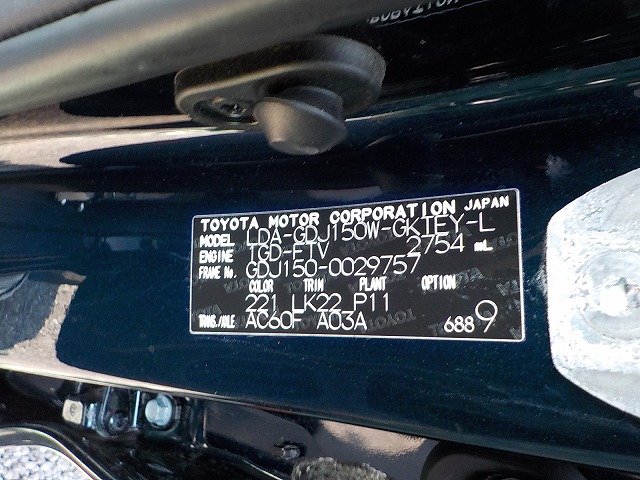 TOYOTA MOTOR CORPORATION JAPAN
MODEL LDA-GDJ150W-GKTEY-L
ENGINE 1GD-FTV 2754 mL
FRAME No. GDJ150-0029757
COLOR TRIM PLANT OPTION
221 LK22 P11
TRANS./AXLE AC60F A03A 688 9